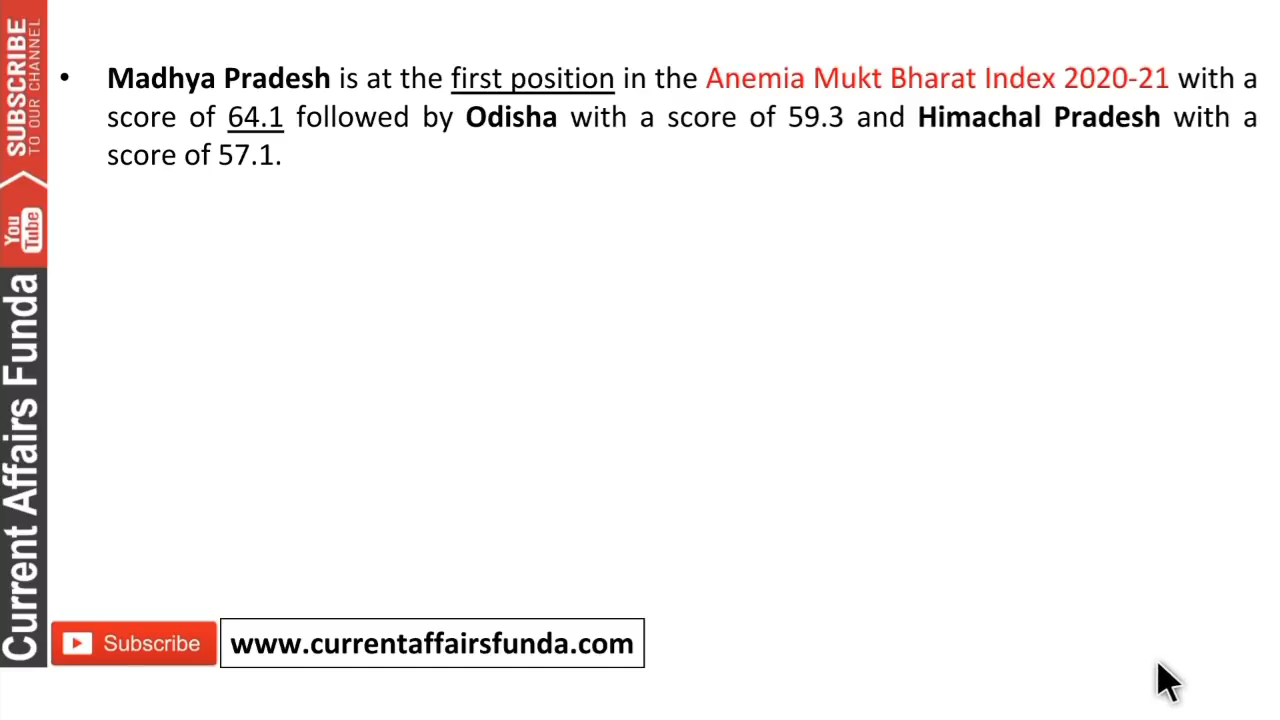 • Madhya Pradesh is at the first position in the Anemia Mukt Bharat Index 2020-21 with a
score of 64.1 followed by Odisha with a score of 59.3 and Himachal Pradesh with a
score of 57.1.
SUBSCRIBE
TO OUR CHANNEL
You
Tube
Current Affairs Funda
Subscribe
www.currentaffairsfunda.com